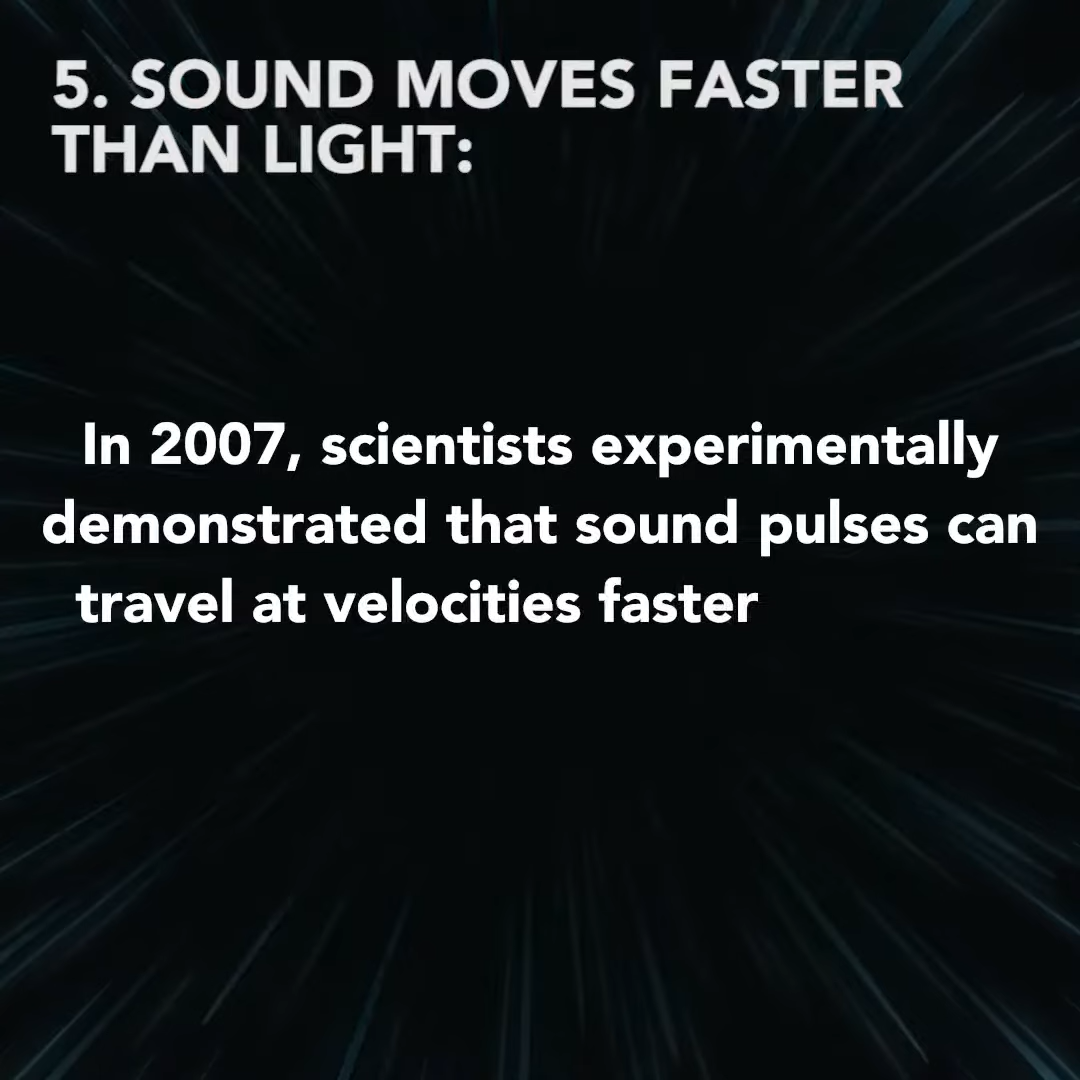 5. SOUND MOVES FASTER
THAN LIGHT:
In 2007, scientists experimentally
demonstrated that sound pulses can
travel at velocities faster